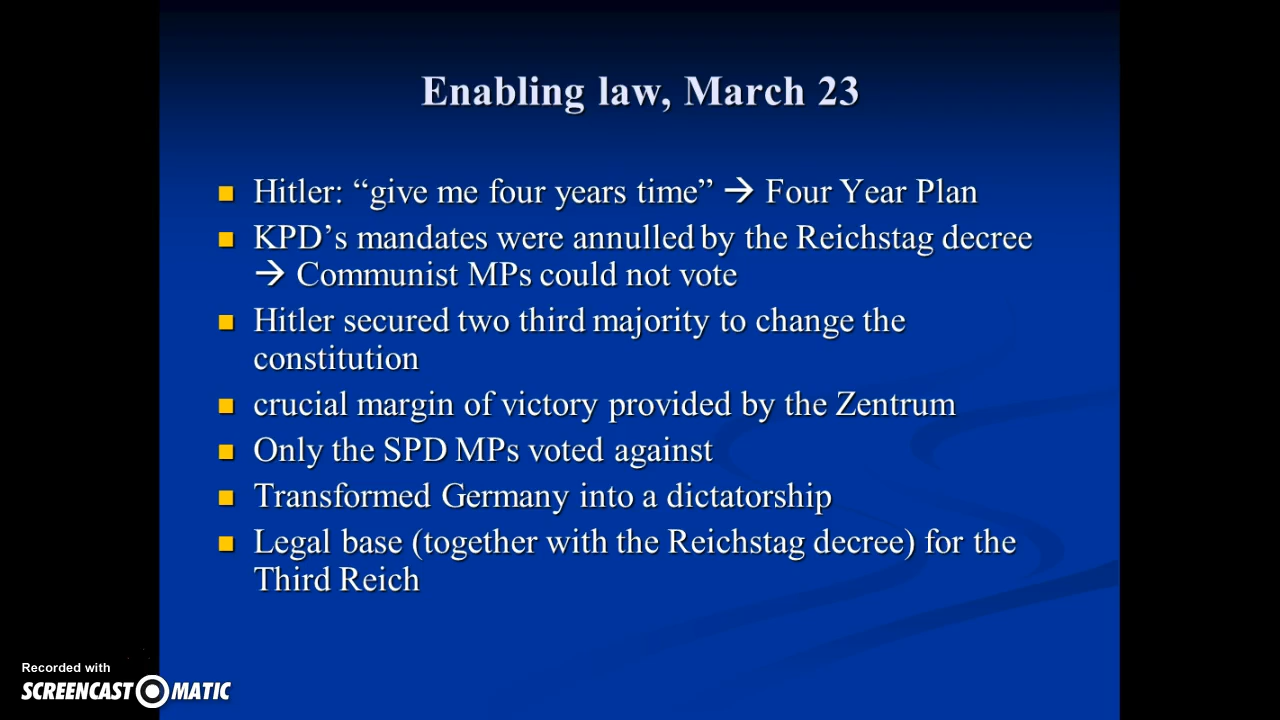 Enabling law, March 23
Hitler: “give me four years time” → Four Year Plan
KPD’s mandates were annulled by the Reichstag decree
→ Communist MPs could not vote
Hitler secured two third majority to change the
constitution
crucial margin of victory provided by the Zentrum
Only the SPD MPs voted against
Transformed Germany into a dictatorship
Legal base (together with the Reichstag decree) for the
Third Reich
Recorded with
SCREENCAST MATIC